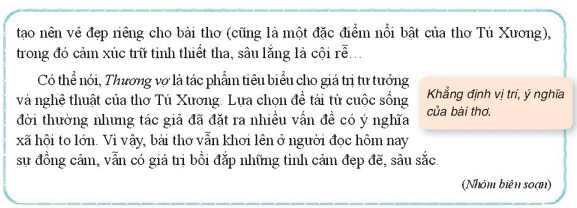 tạo nên vẻ đẹp riêng cho bài thơ (cũng là một đặc điểm nổi bật của thơ Tú Xương),
trong đó cảm xúc trữ tình thiết tha, sâu lắng là cội rễ...
Có thể nói, Thương vợ là tác phẩm tiêu biểu cho giá trị tư tưởng
và nghệ thuật của thơ Tú Xương. Lựa chọn đề tài từ cuộc sống
đời thường nhưng tác giả đã đặt ra nhiều vấn đề có ý nghĩa
xã hội to lớn. Vì vậy, bài thơ vẫn khơi lên ở người đọc hôm nay
sự đồng cảm, vẫn có giá trị bồi đắp những tình cảm đẹp đẽ, sâu sắc.
Khẳng định vị trí, ý nghĩa
của bài thơ.
(Nhóm biên soạn)